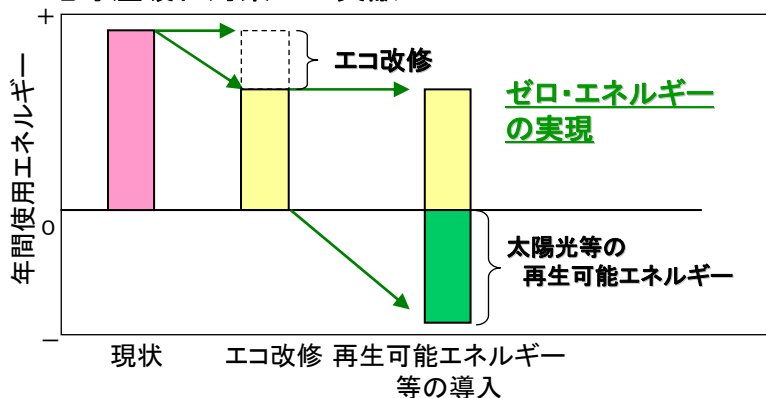 +
エコ改修
ゼロ・エネルギー
の実現
年間使用エネルギー
0
太陽光等の
再生可能エネルギー
−
現状
エコ改修
再生可能エネルギー
等の導入